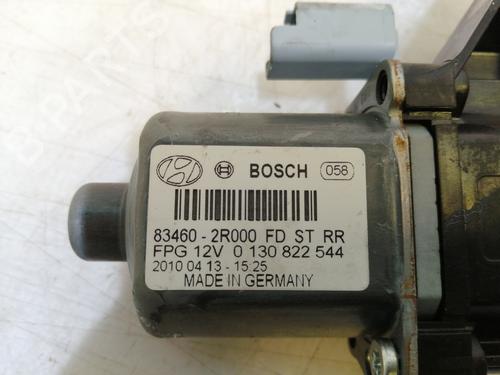 BOSCH 058
83460 - 2R000 FD ST RR
FPG 12V 0 130 822 544
2010 04 13 - 15:25
MADE IN GERMANY